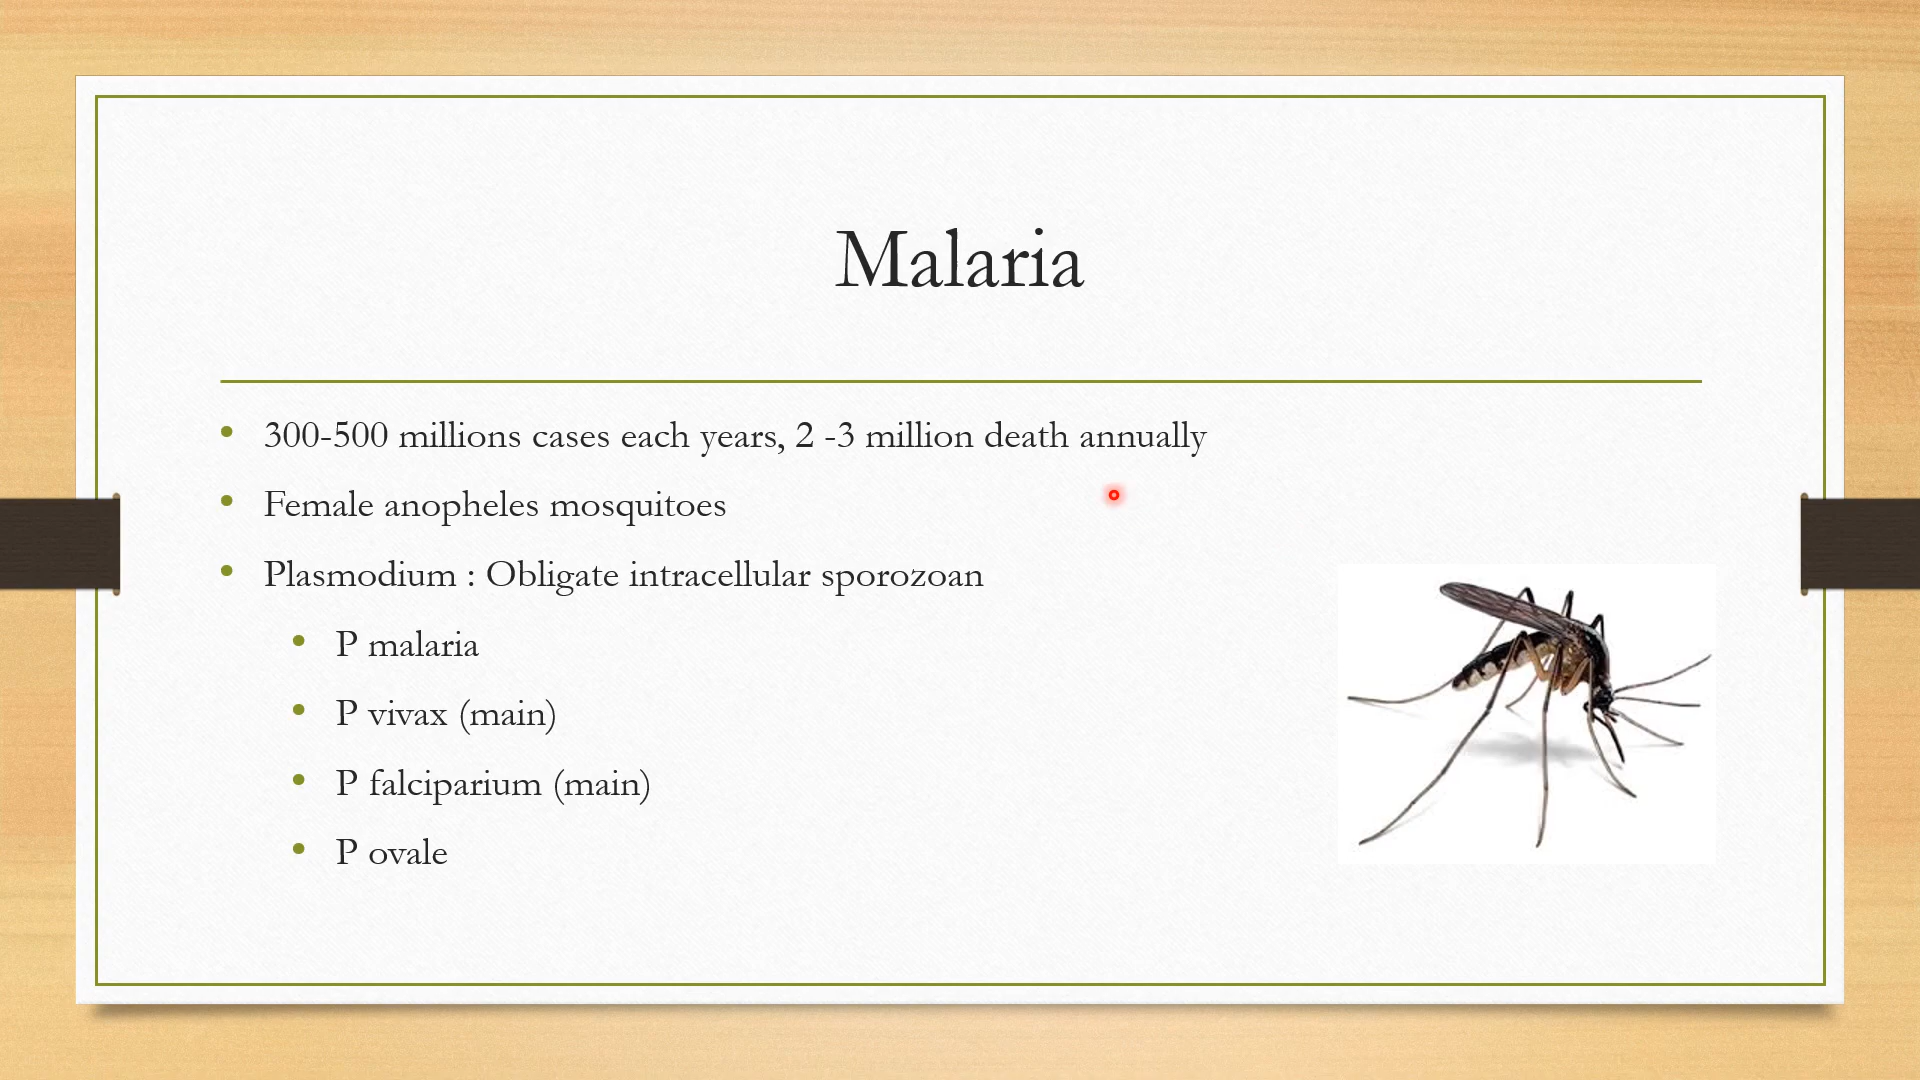 Malaria
300-500 millions cases each years, 2 -3 million death annually
Female anopheles mosquitoes
Plasmodium : Obligate intracellular sporozoan
P malaria
P vivax (main)
P falciparium (main)
P ovale